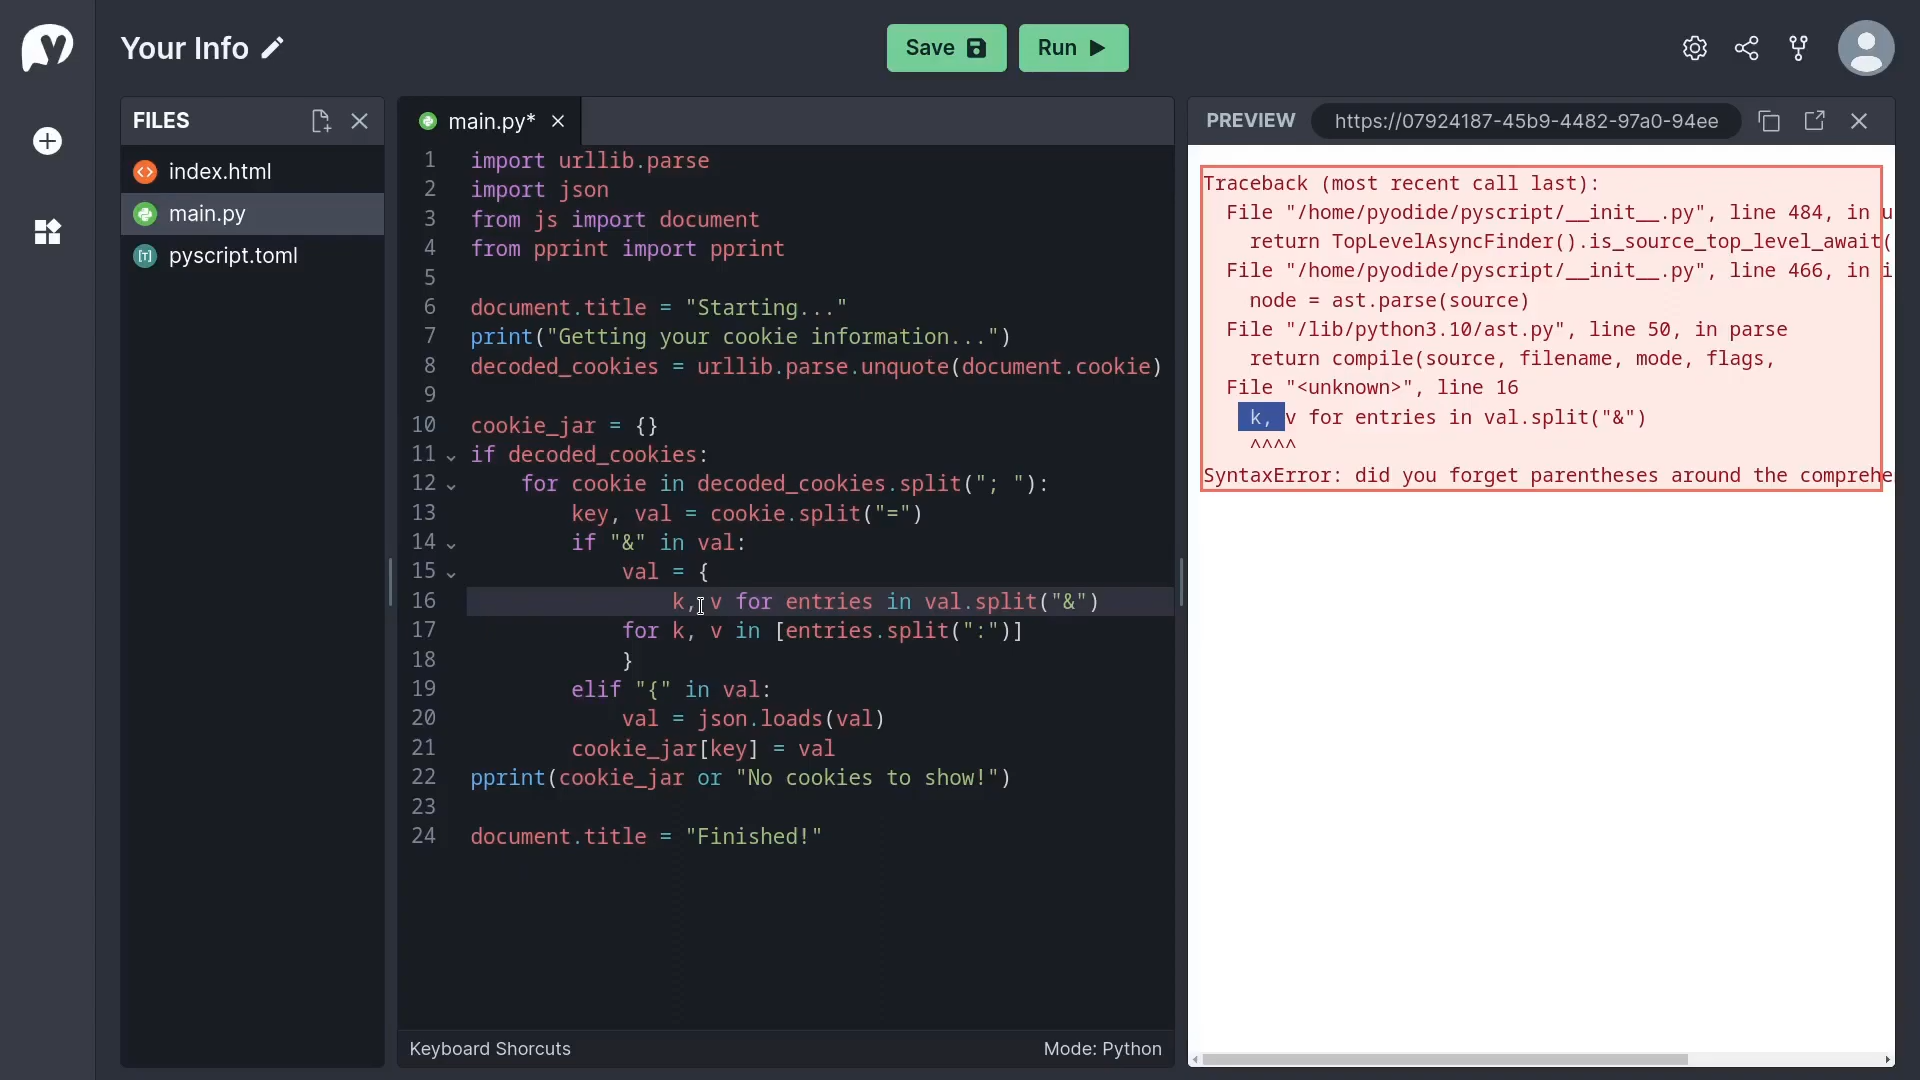 Your Info
Save
Run
FILES
index.html
main.py
pyscript.toml
main.py*
1 import urllib.parse
2 import json
3 from js import document
4 from pprint import pprint
5
6 document.title = "Starting..."
7 print("Getting your cookie information...")
8 decoded_cookies = urllib.parse.unquote(document.cookie)
9
10 cookie_jar = {}
11 if decoded_cookies:
12     for cookie in decoded_cookies.split("; "):
13         key, val = cookie.split("=")
14         if "&" in val:
15             val = {
16                 k, v for entries in val.split("&")
17             for k, v in [entries.split(":")]
18             }
19         elif "{" in val:
20             val = json.loads(val)
21         cookie_jar[key] = val
22 pprint(cookie_jar or "No cookies to show!")
23
24 document.title = "Finished!"
Keyboard Shorcuts
Mode: Python
PREVIEW
https://07924187-45b9-4482-97a0-94ee
Traceback (most recent call last):
  File "/home/pyodide/pyscript/__init__.py", line 484, in u
    return TopLevelAsyncFinder().is_source_top_level_await(
  File "/home/pyodide/pyscript/__init__.py", line 466, in i
    node = ast.parse(source)
  File "/lib/python3.10/ast.py", line 50, in parse
    return compile(source, filename, mode, flags,
  File "<unknown>", line 16
    k, v for entries in val.split("&")
    ^^^^
SyntaxError: did you forget parentheses around the comprehe